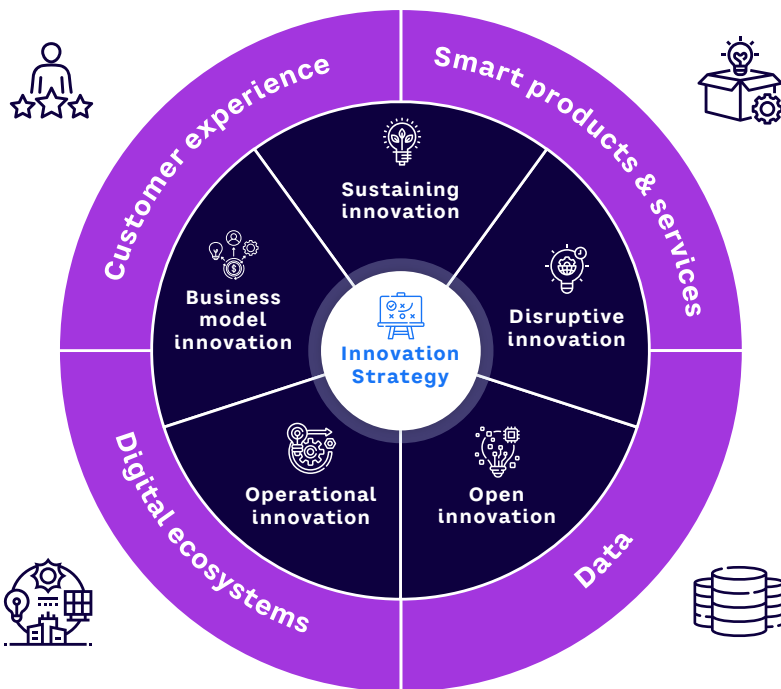 Customer experience
Smart products & services
Sustaining
innovation
Business
model
innovation
Disruptive
innovation
Innovation
Strategy
Operational
innovation
Open
innovation
Digital ecosystems
Data